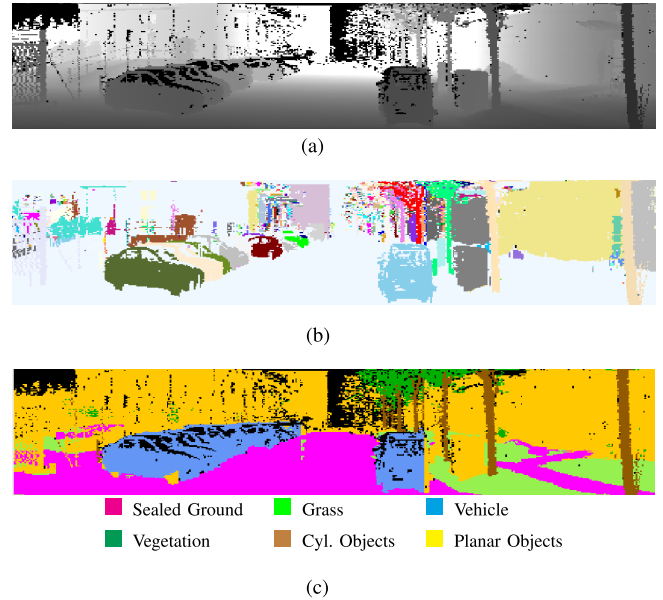 (a)
(b)
Sealed Ground Grass Vehicle
Vegetation Cyl. Objects Planar Objects
(c)